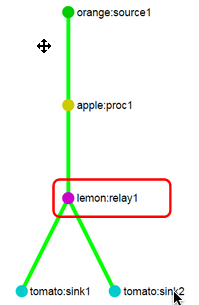 orange:source1
apple:proc1
lemon:relay1
tomato:sink1
tomato:sink2